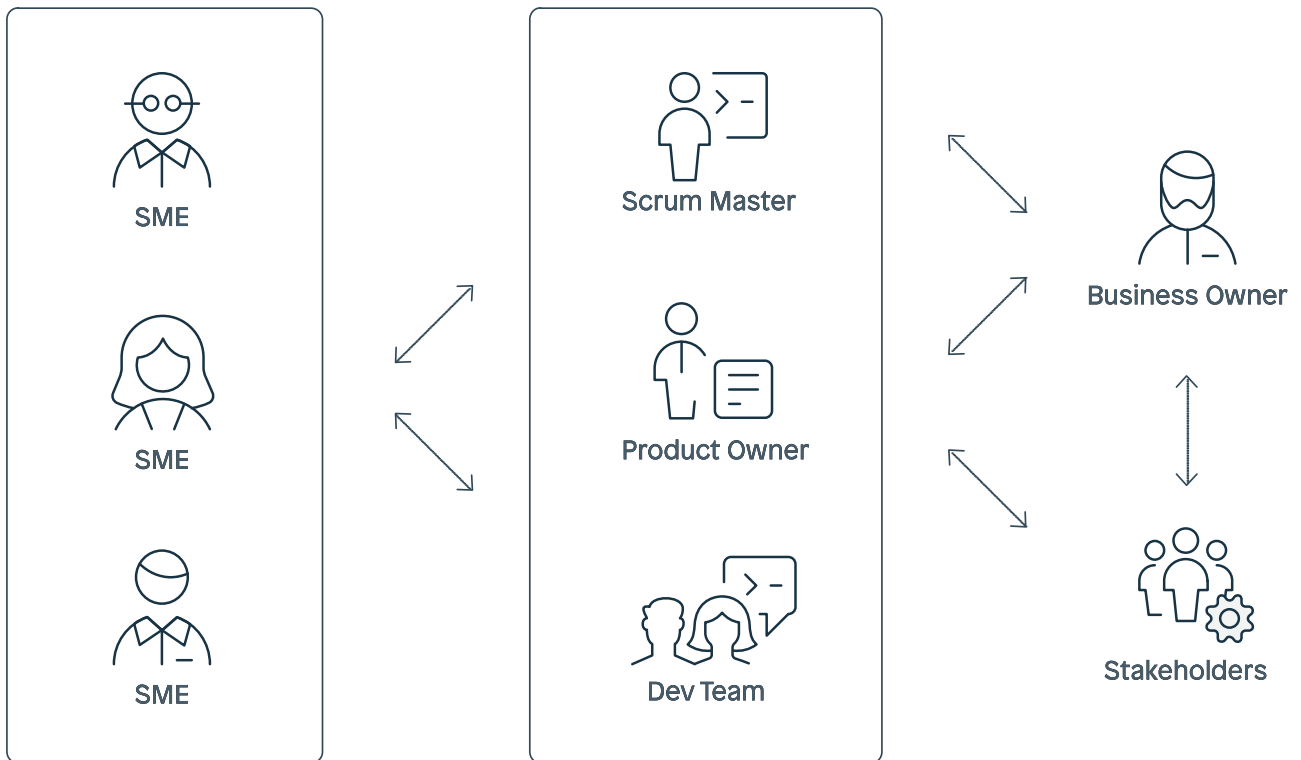 SME
SME
SME
Scrum Master
Product Owner
Dev Team
Business Owner
Stakeholders